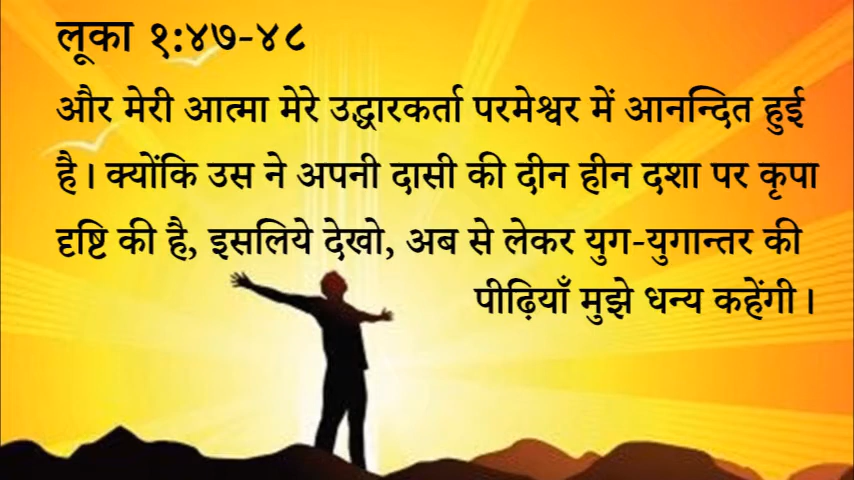 लूका १:४७-४८
और मेरी आत्मा मेरे उद्धारकर्ता परमेश्वर में आनन्दित हुई
है। क्योंकि उस ने अपनी दासी की दीन हीन दशा पर कृपा
दृष्टि की है, इसलिये देखो, अब से लेकर युग-युगान्तर की
पीढ़ियाँ मुझे धन्य कहेंगी।